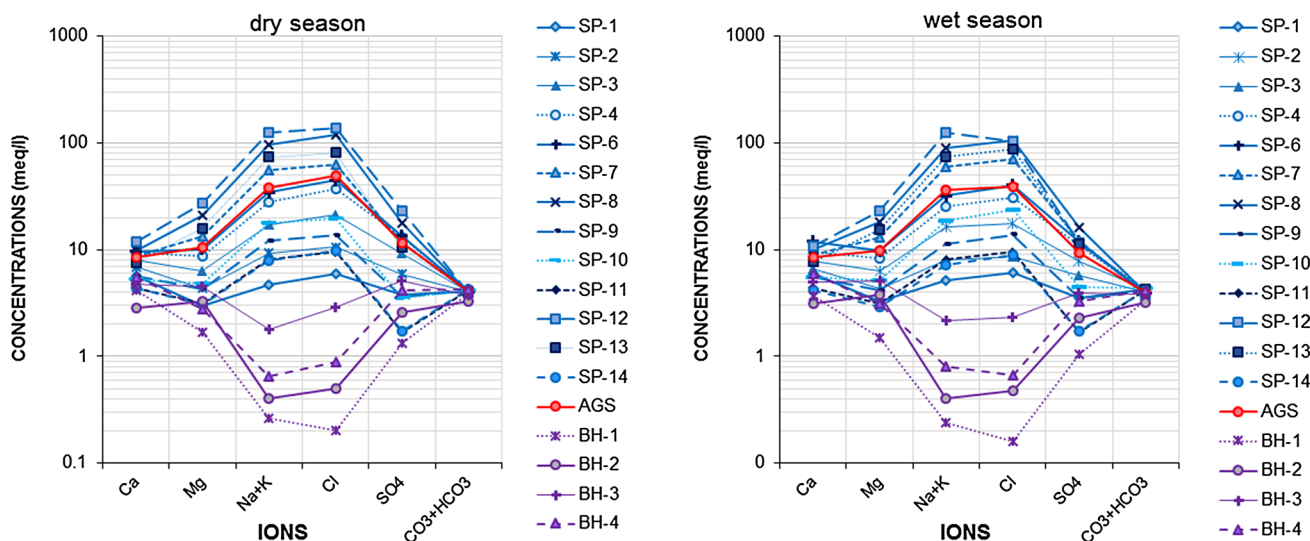 dry season
CONCENTRATIONS (meq/l)
1000
100
10
1
0.1
Ca
Mg
Na+K
Cl
SO4
CO3+HCO3
IONS
SP-1
SP-2
SP-3
SP-4
SP-6
SP-7
SP-8
SP-9
SP-10
SP-11
SP-12
SP-13
SP-14
AGS
BH-1
BH-2
BH-3
BH-4
wet season
CONCENTRATIONS (meq/l)
1000
100
10
1
0
Ca
Mg
Na+K
Cl
SO4
CO3+HCO3
IONS
SP-1
SP-2
SP-3
SP-4
SP-6
SP-7
SP-8
SP-9
SP-10
SP-11
SP-12
SP-13
SP-14
AGS
BH-1
BH-2
BH-3
BH-4